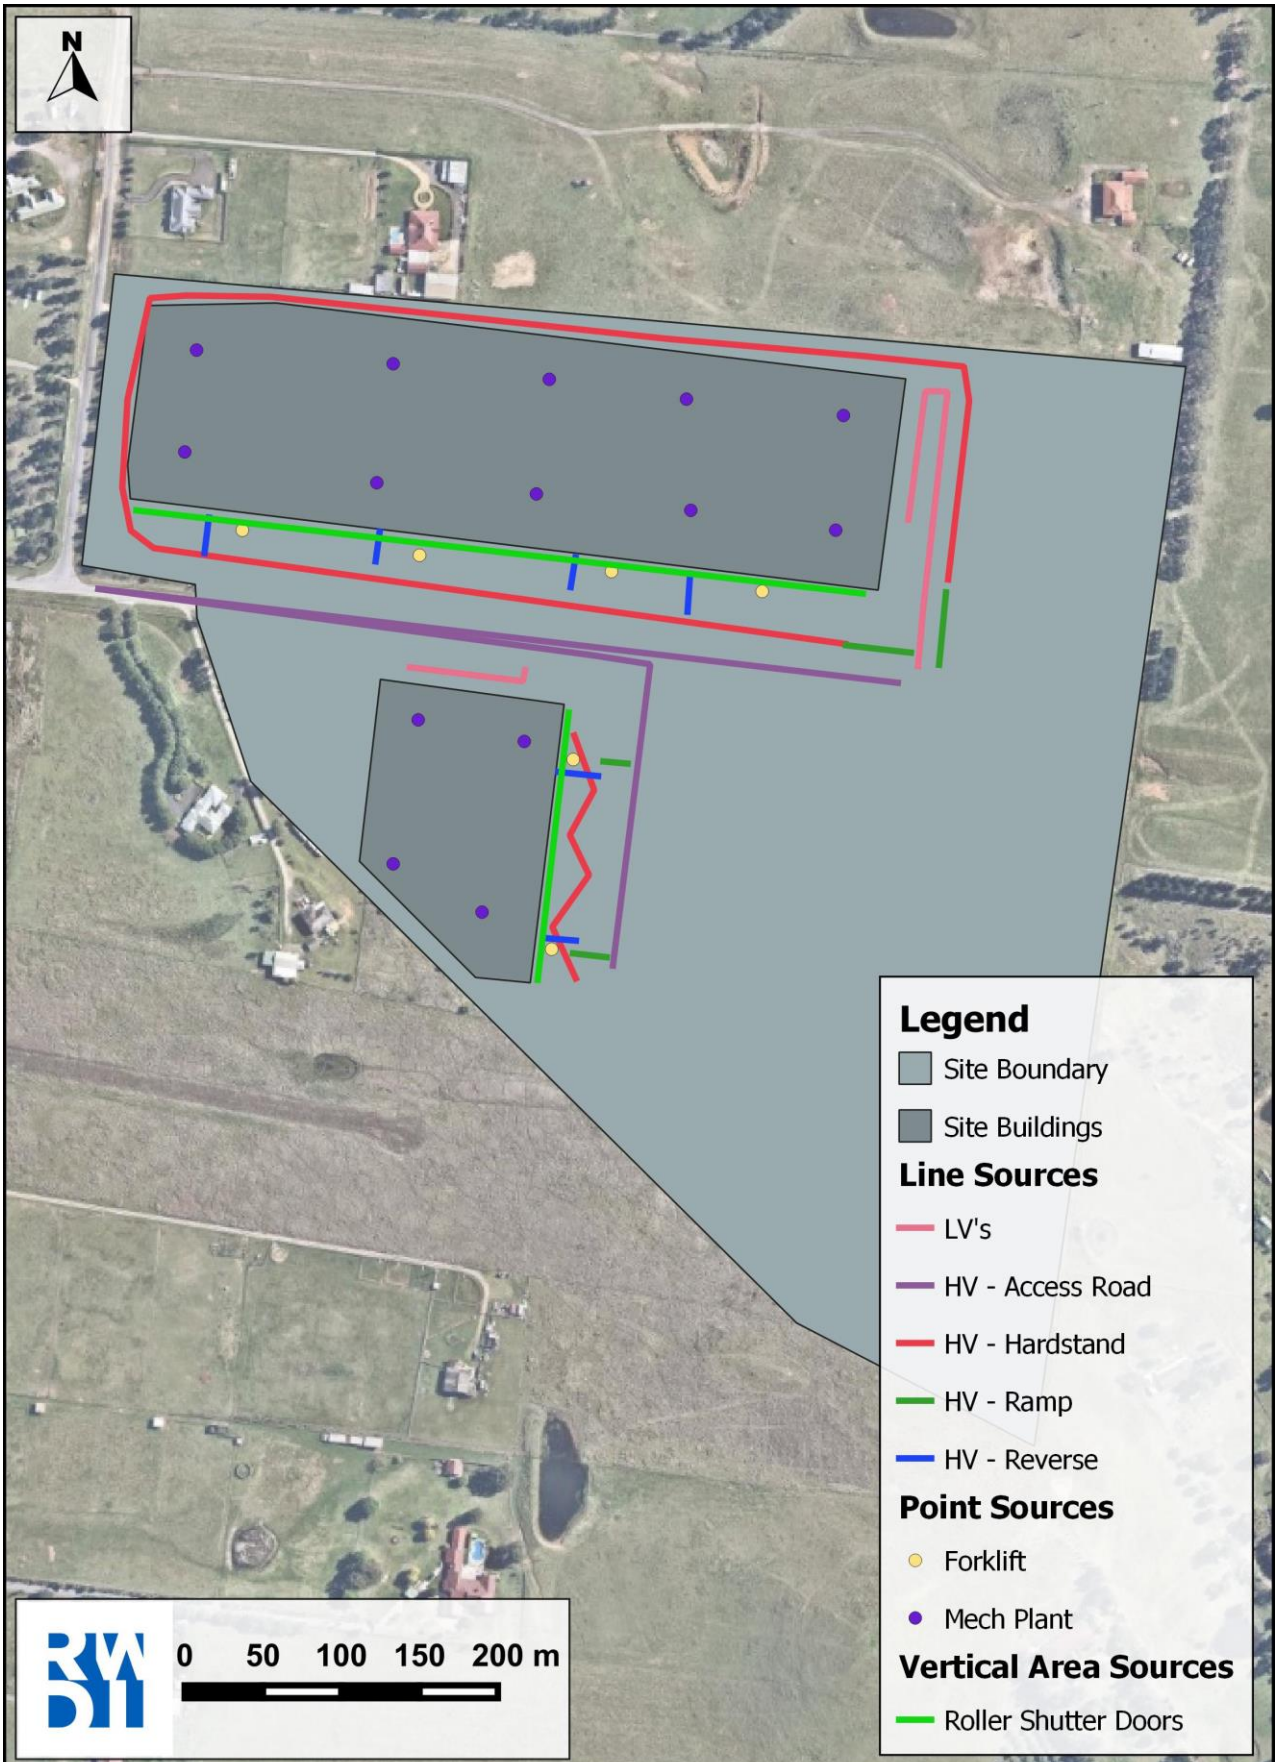 N
Legend
Site Boundary
Site Buildings
Line Sources
LV's
HV - Access Road
HV - Hardstand
HV - Ramp
HV - Reverse
Point Sources
Forklift
Mech Plant
Vertical Area Sources
Roller Shutter Doors
RWDI
0 50 100 150 200 m